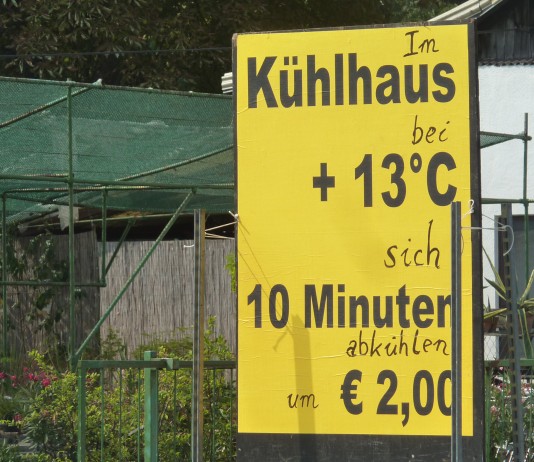 Im
Kühlhaus
bei
+ 13°C
sich
10 Minuten
abkühlen
um € 2,00